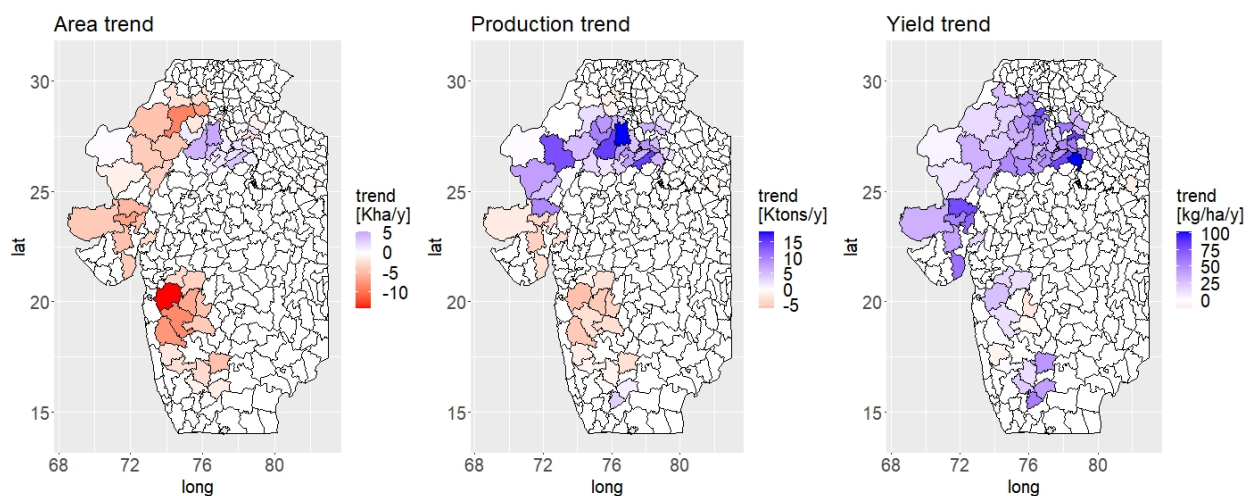 Area trend
30
25
20
15
lat
68
72
76
80
long
trend
[Kha/y]
5
0
-5
-10
Production trend
30
25
20
15
lat
68
72
76
80
long
trend
[Ktons/y]
15
10
5
0
-5
Yield trend
30
25
20
15
lat
68
72
76
80
long
trend
[kg/ha/y]
100
75
50
25
0